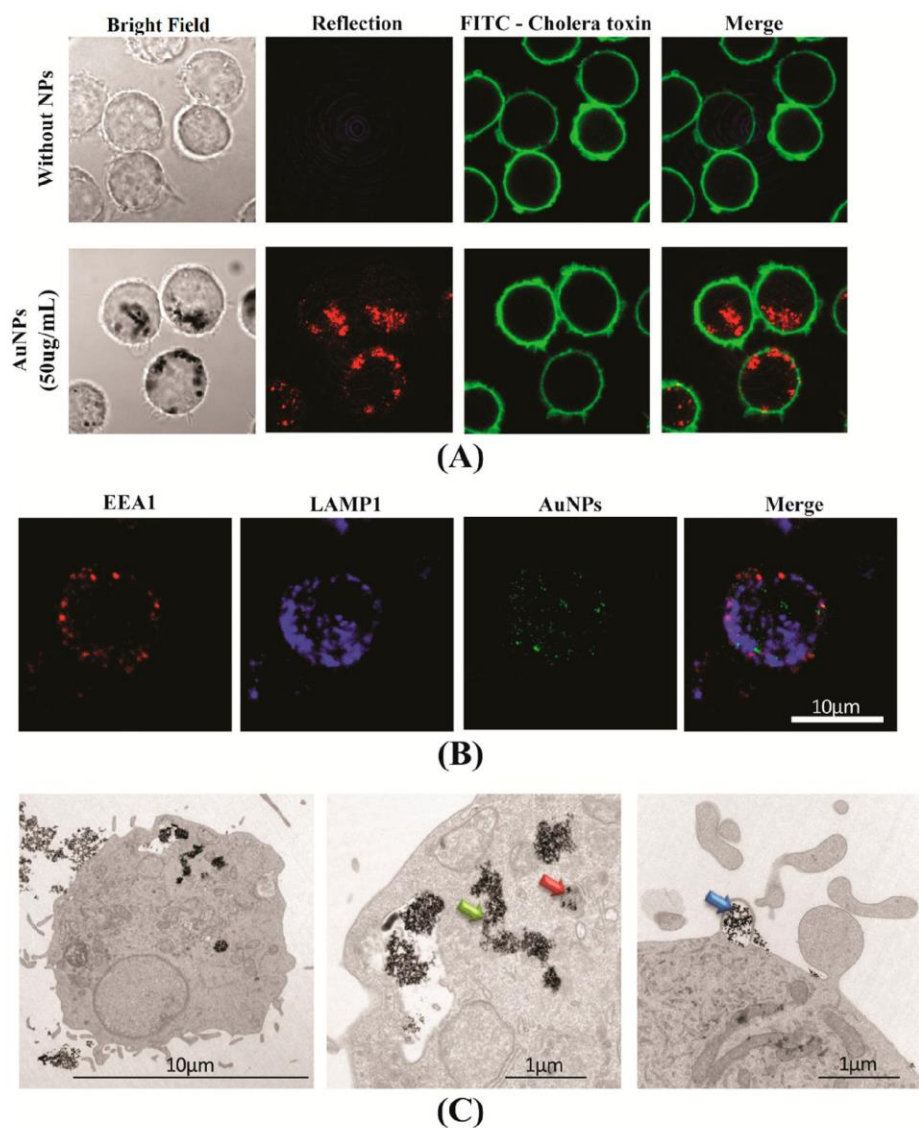 Bright Field Reflection FITC - Cholera toxin Merge
Without NPs
AuNPs
(50ug/mL)
(A)
EEA1 LAMP1 AuNPs Merge
10μm
(B)
10μm 1μm 1μm
(C)